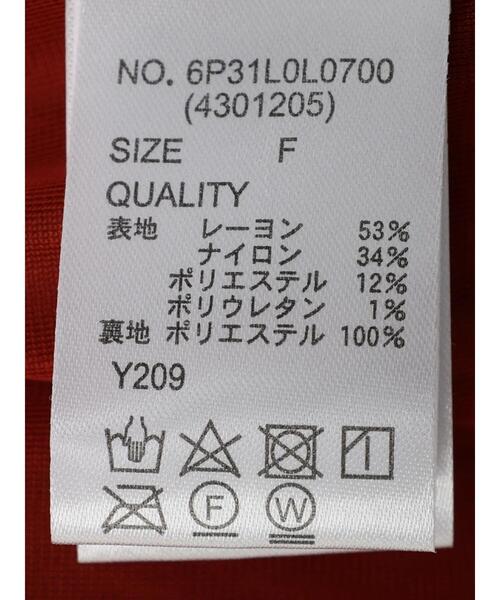 NO. 6P31L0L0700
(4301205)
SIZE F
QUALITY
表地 レーヨン 53%
ナイロン 34%
ポリエステル 12%
ポリウレタン 1%
裏地 ポリエステル 100%
Y209
F W